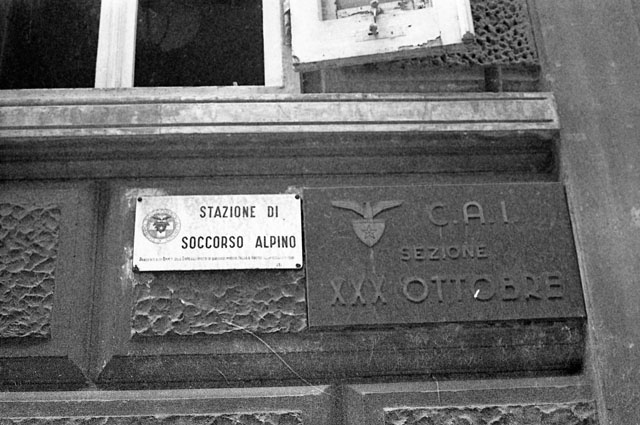 STAZIONE DI
SOCCORSO ALPINO
C.A.I.
SEZIONE
XXX OTTOBRE